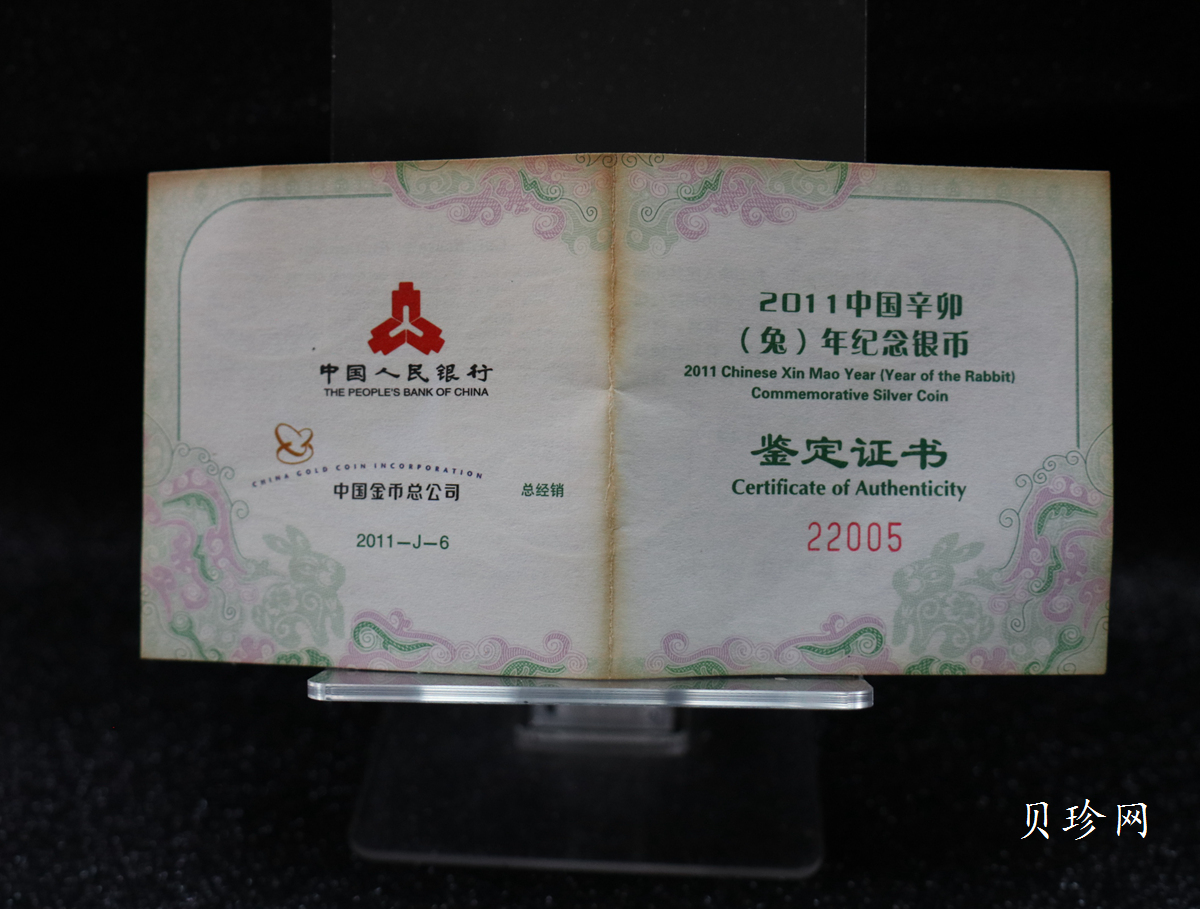 中国人民银行
THE PEOPLE'S BANK OF CHINA
CHINA GOLD COIN INCORPORATION
中国金币总公司 总经销
2011—J—6
2011中国辛卯
（兔）年纪念银币
2011 Chinese Xin Mao Year (Year of the Rabbit)
Commemorative Silver Coin
鉴定证书
Certificate of Authenticity
22005
贝珍网